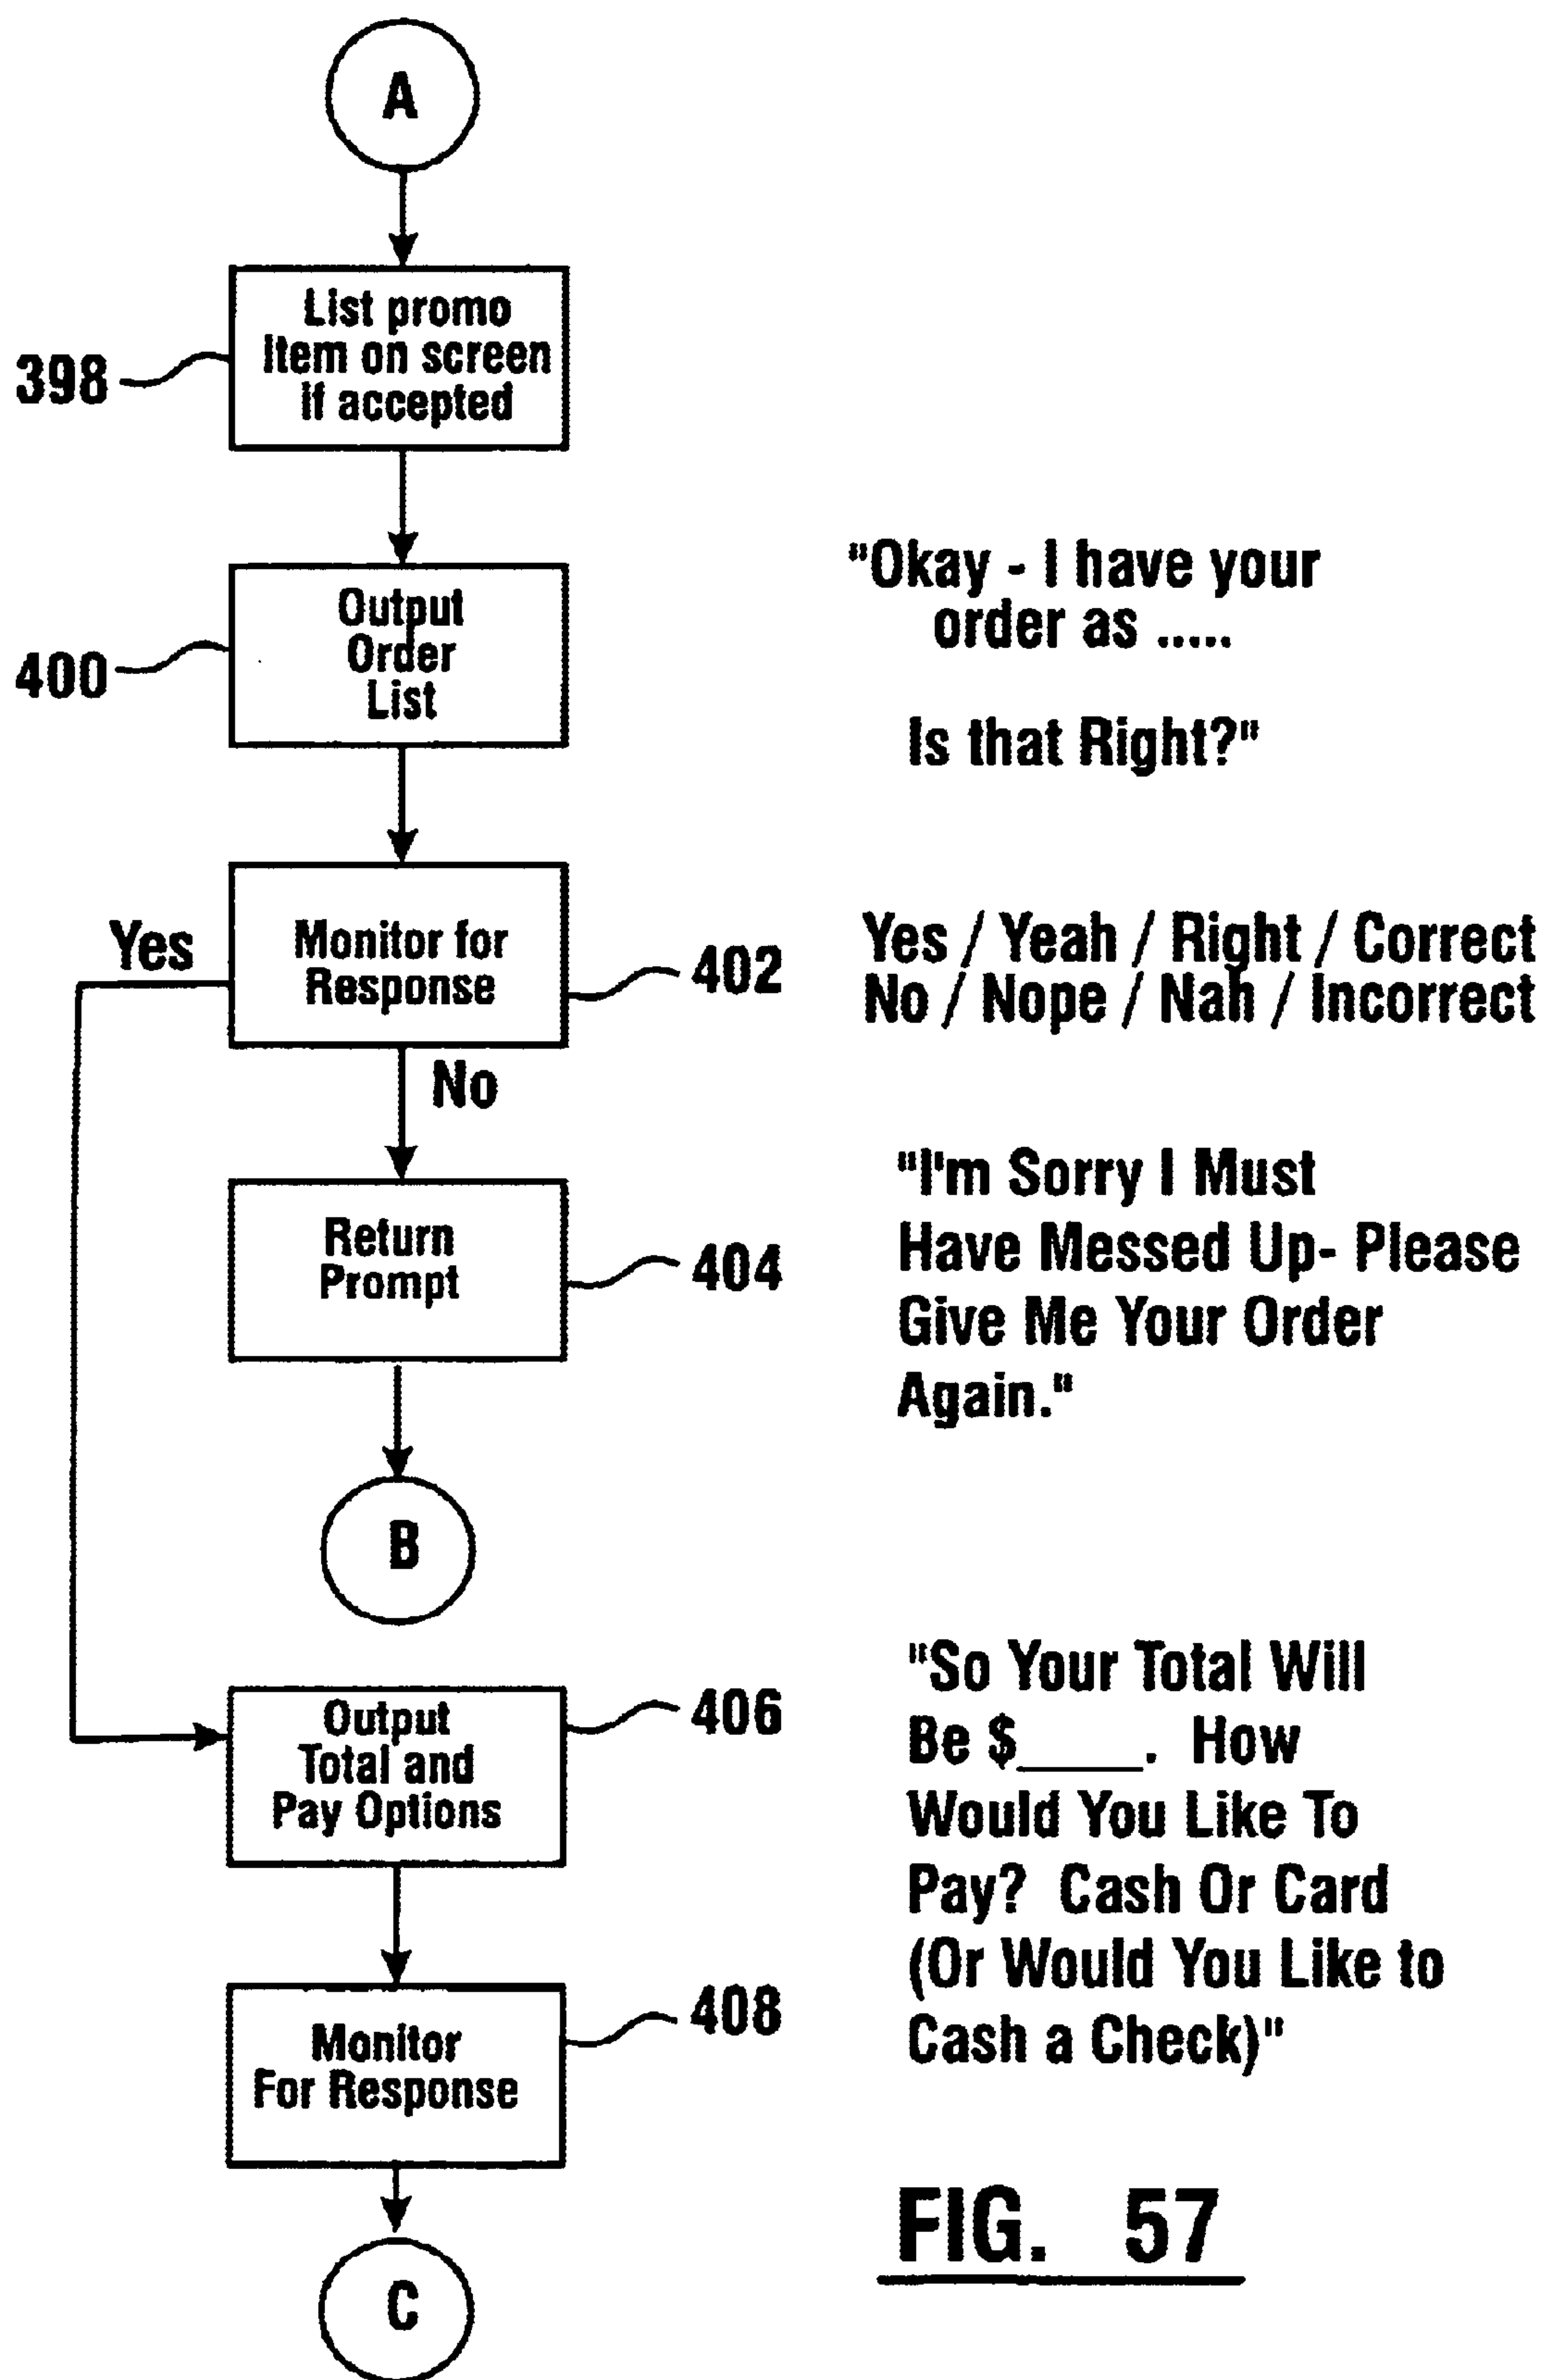 A
List promo
Item on screen
if accepted
398
Output
Order
List
400
"Okay - I have your
order as .....
Is that Right?"
Yes
Monitor for
Response
402
Yes / Yeah / Right / Correct
No / Nope / Nah / Incorrect
No
Return
Prompt
404
"I'm Sorry I Must
Have Messed Up- Please
Give Me Your Order
Again."
B
Output
Total and
Pay Options
406
"So Your Total Will
Be $_____. How
Would You Like To
Pay? Cash Or Card
(Or Would You Like to
Cash a Check)"
Monitor
For Response
408
C
FIG. 57